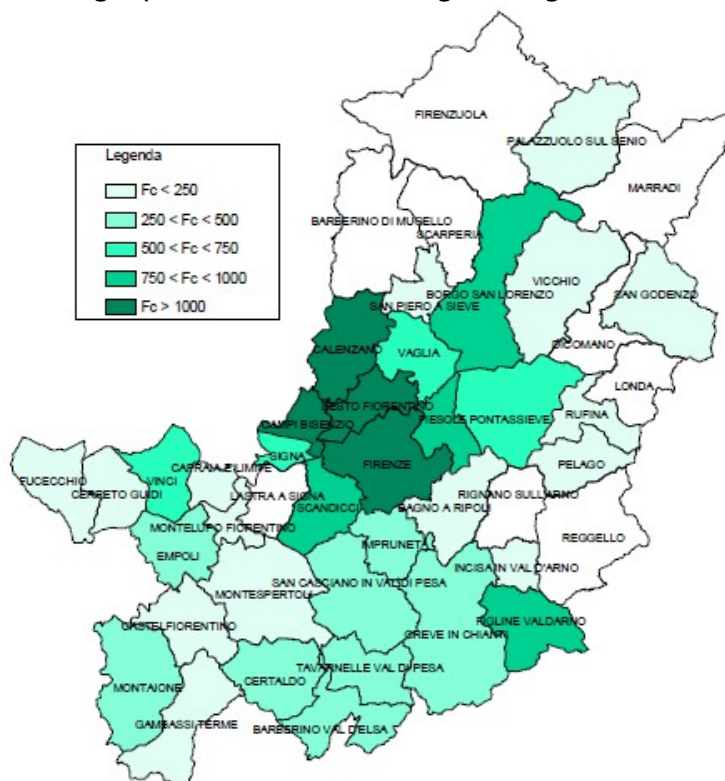 FIRENZUOLA
PALAZZUOLO SUL SENIO
Legenda
Fc < 250
250 < Fc < 500
500 < Fc < 750
750 < Fc < 1000
Fc > 1000
MARRADI
BARBERINO DI MUGELLO
SCARPERIA
VICCHIO
BORGO SAN LORENZO
SAN GODENZO
SAN PIERO A SIEVE
DICOMANO
CALENZANO
VAGLIA
LONDA
SESTO FIORENTINO
RUFINA
CAMPI BISENZIO
FIESOLE
PONTASSIEVE
SIGNA
FIRENZE
PELAGO
CAPRAIA E LIMITE
FUCECCHIO
VINCI
CERRETO GUIDI
LASTRA A SIGNA
RIGNANO SULL'ARNO
SCANDICCI
BAGNO A RIPOLI
MONTELUPO FIORENTINO
REGGELLO
IMPRUNETA
EMPOLI
INCISA IN VAL D'ARNO
SAN CASCIANO IN VAL DI PESA
MONTESPERTOLI
CASTELFIORENTINO
FIGLINE VALDARNO
GREVE IN CHIANTI
TAVARNELLE VAL DI PESA
CERTALDO
MONTAIONE
GAMBASSI TERME
BARBERINO VAL D'ELSA